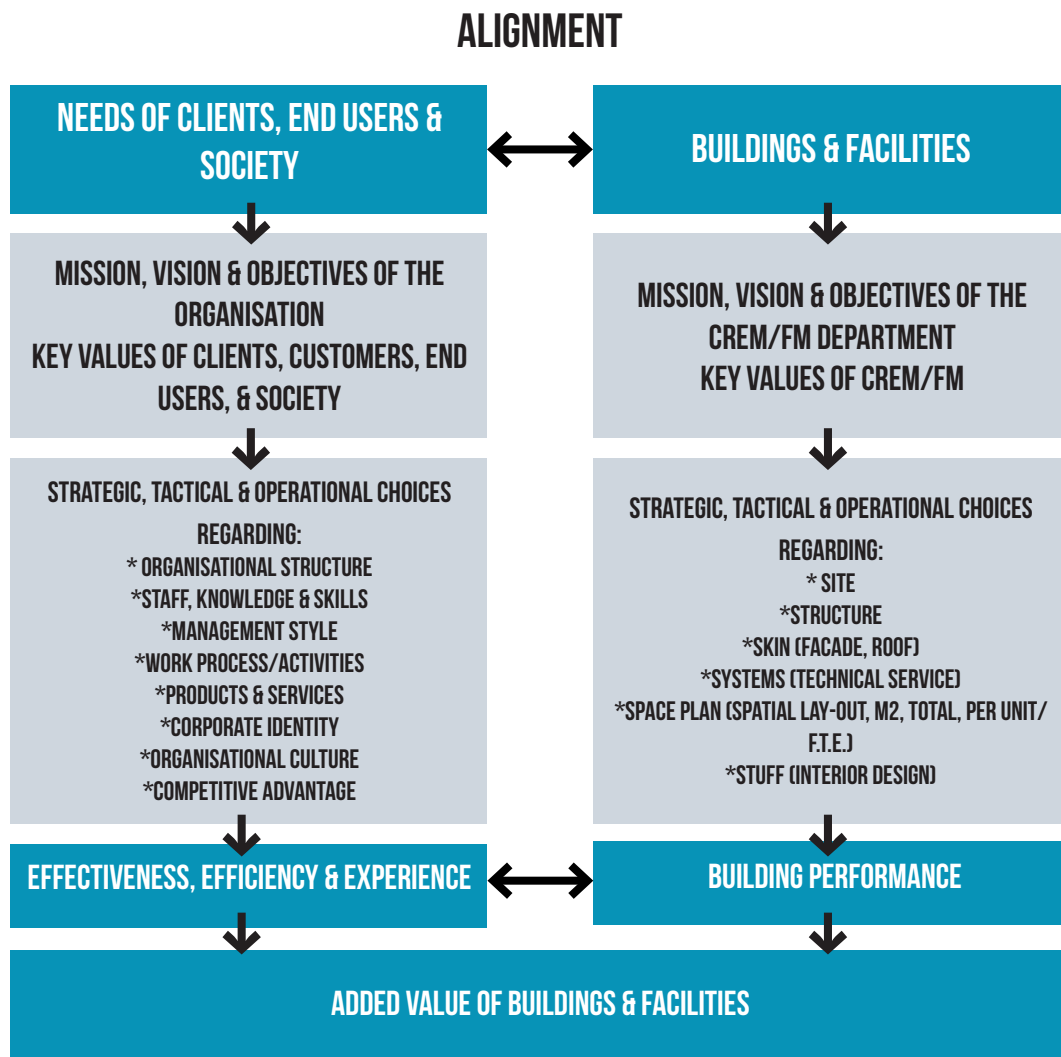 ALIGNMENT
NEEDS OF CLIENTS, END USERS &
SOCIETY
BUILDINGS & FACILITIES
MISSION, VISION & OBJECTIVES OF THE
ORGANISATION
KEY VALUES OF CLIENTS, CUSTOMERS, END
USERS, & SOCIETY
MISSION, VISION & OBJECTIVES OF THE
CREM/FM DEPARTMENT
KEY VALUES OF CREM/FM
STRATEGIC, TACTICAL & OPERATIONAL CHOICES
REGARDING:
* ORGANISATIONAL STRUCTURE
*STAFF, KNOWLEDGE & SKILLS
*MANAGEMENT STYLE
*WORK PROCESS/ACTIVITIES
*PRODUCTS & SERVICES
*CORPORATE IDENTITY
*ORGANISATIONAL CULTURE
*COMPETITIVE ADVANTAGE
STRATEGIC, TACTICAL & OPERATIONAL CHOICES
REGARDING:
* SITE
*STRUCTURE
*SKIN (FACADE, ROOF)
*SYSTEMS (TECHNICAL SERVICE)
*SPACE PLAN (SPATIAL LAY-OUT, M2, TOTAL, PER UNIT/
F.T.E.)
*STUFF (INTERIOR DESIGN)
EFFECTIVENESS, EFFICIENCY & EXPERIENCE
BUILDING PERFORMANCE
ADDED VALUE OF BUILDINGS & FACILITIES